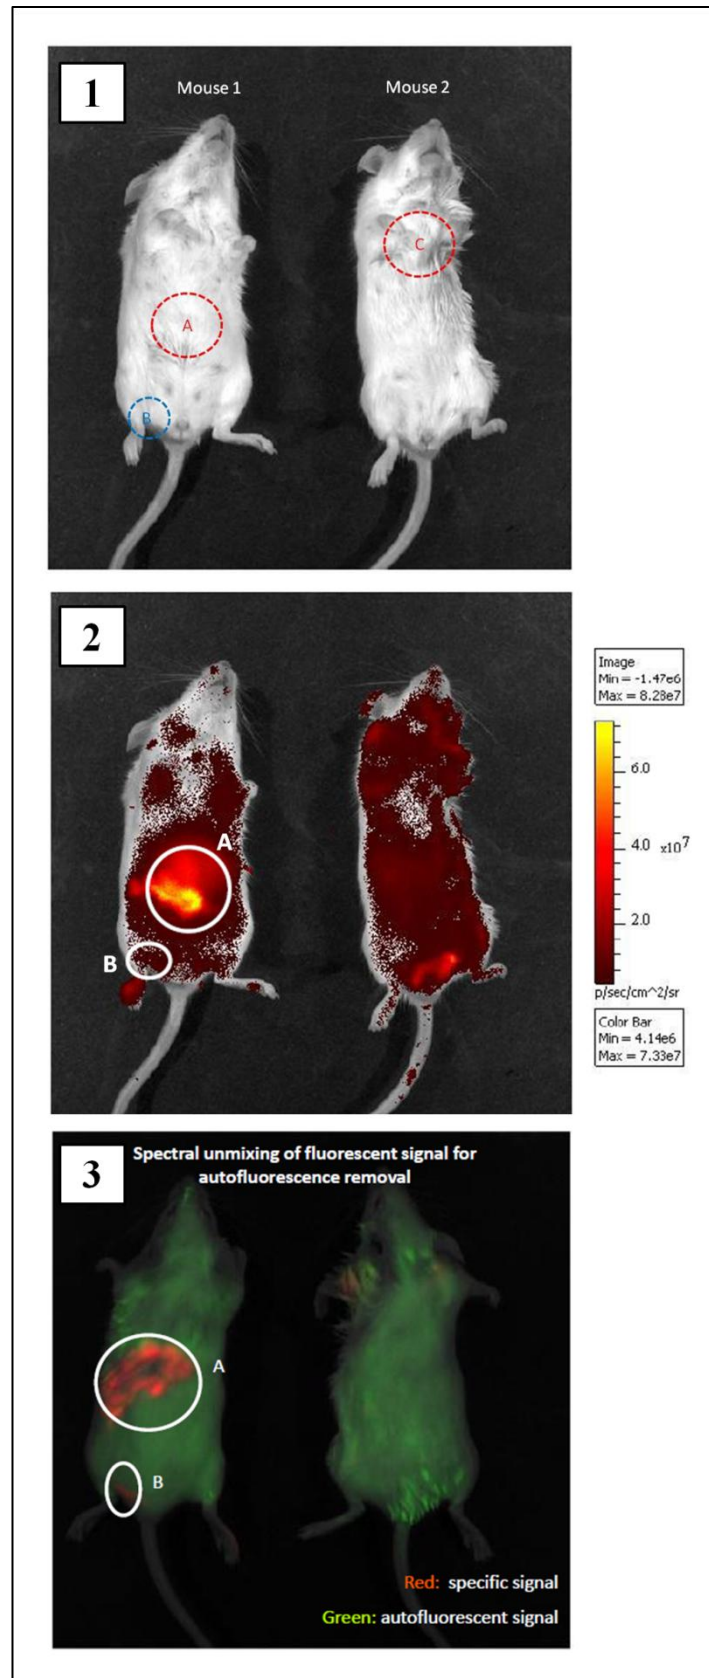 1
Mouse 1 Mouse 2
C
A
B
2
A
B
Image
Min = -1.47e6
Max = 8.28e7
6.0
4.0 x10^7
2.0
p/sec/cm^2/sr
Color Bar
Min = 4.14e6
Max = 7.33e7
3
Spectral unmixing of fluorescent signal for
autofluorescence removal
A
B
Red: specific signal
Green: autofluorescent signal